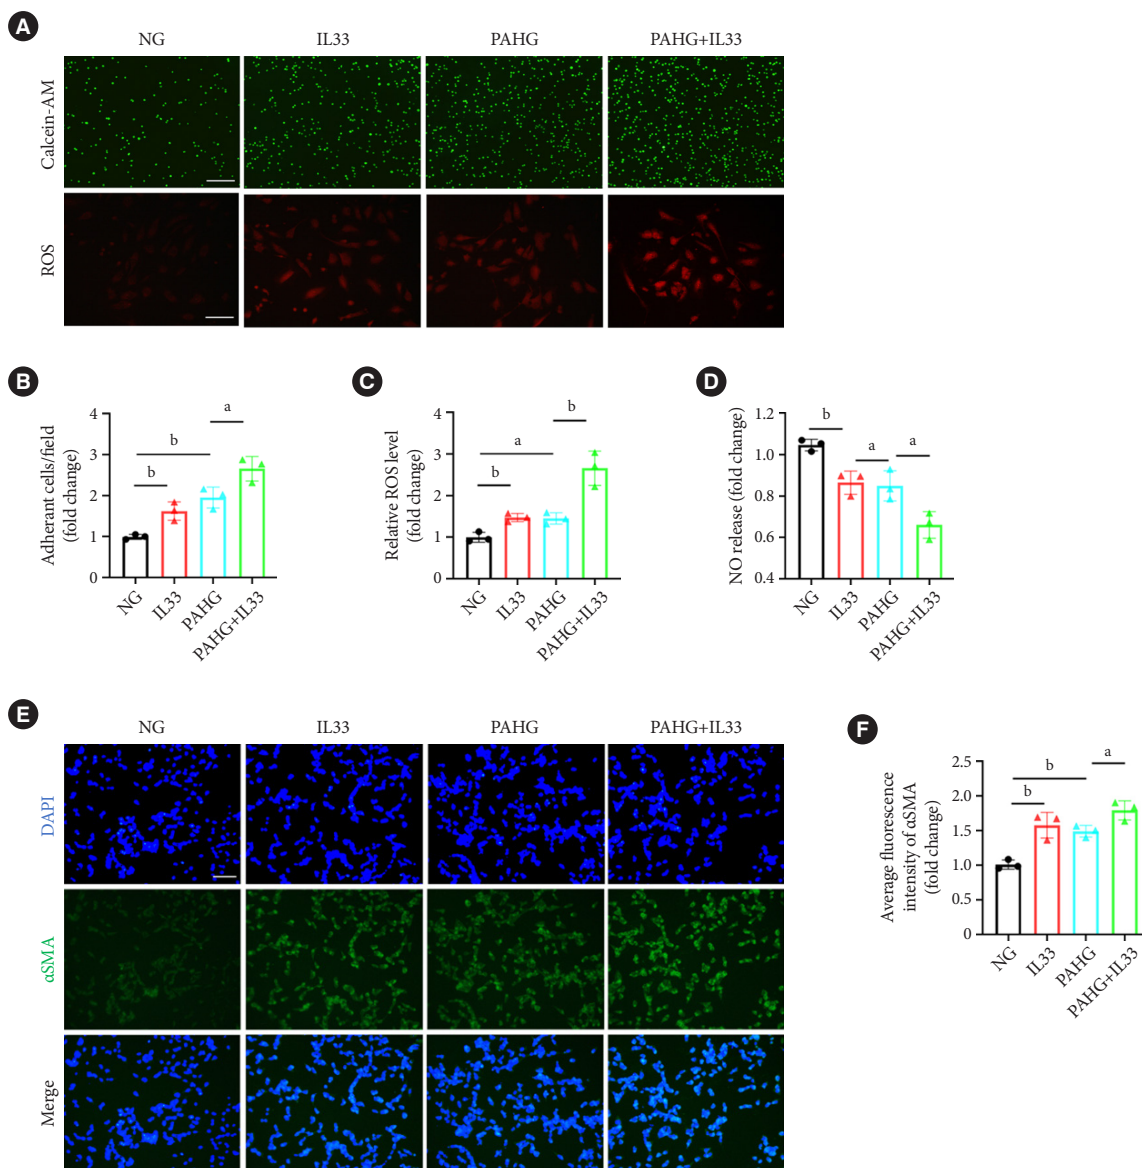 A
NG IL33 PAHG PAHG+IL33
Calcein-AM
ROS
B
Adherant cells/field
(fold change)
4
3
2
1
0
b
b
a
NG IL33 PAHG PAHG+IL33
C
Relative ROS level
(fold change)
4
3
2
1
0
b
a
b
NG IL33 PAHG PAHG+IL33
D
NO release (fold change)
1.2
1.0
0.8
0.6
0.4
b
a
a
NG IL33 PAHG PAHG+IL33
E
NG IL33 PAHG PAHG+IL33
DAPI
αSMA
Merge
F
Average fluorescence
intensity of αSMA
(fold change)
2.5
2.0
1.5
1.0
0.5
0
b
b
a
NG IL33 PAHG PAHG+IL33